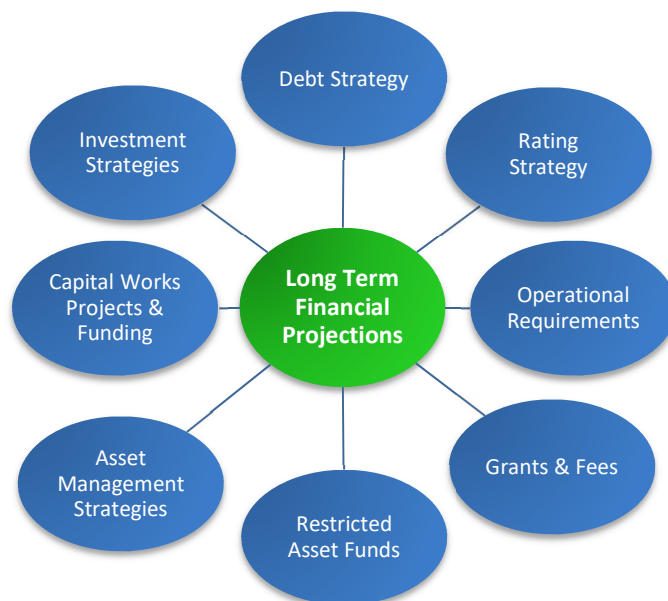 Debt Strategy
Investment
Strategies
Rating
Strategy
Long Term
Financial
Projections
Capital Works
Projects &
Funding
Operational
Requirements
Asset
Management
Strategies
Grants & Fees
Restricted
Asset Funds